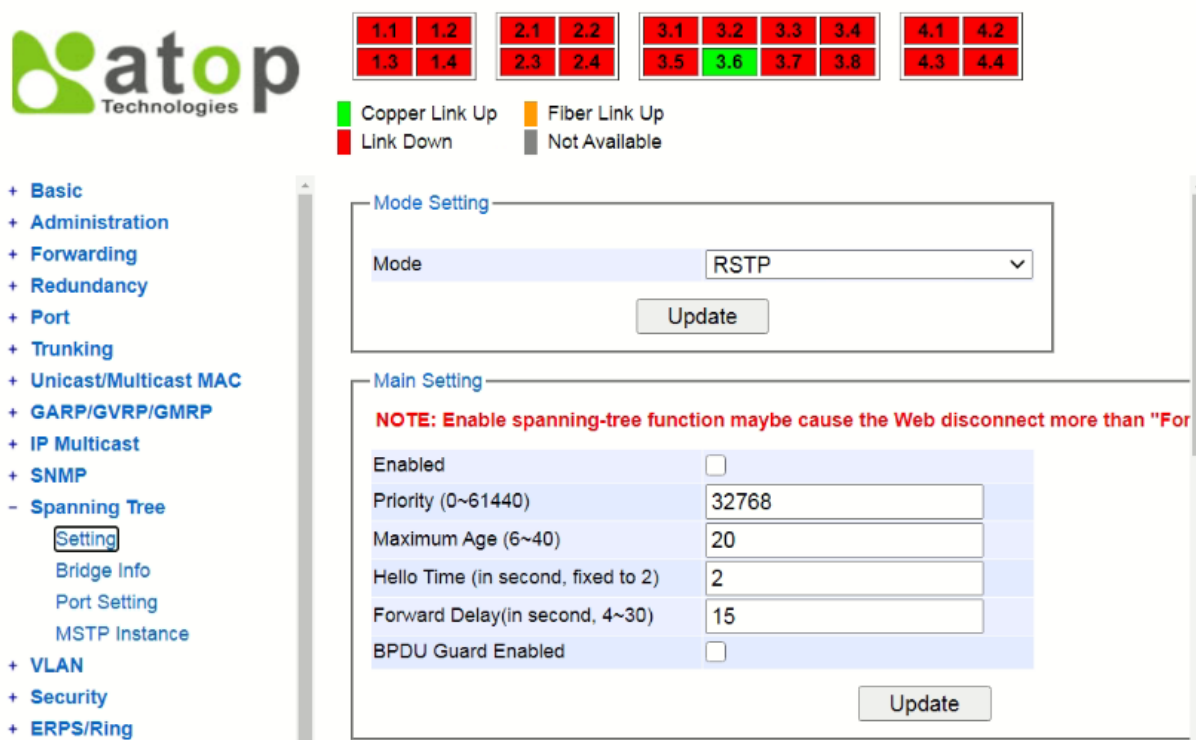 atop
Technologies
1.1 1.2 2.1 2.2 3.1 3.2 3.3 3.4 4.1 4.2
1.3 1.4 2.3 2.4 3.5 3.6 3.7 3.8 4.3 4.4
Copper Link Up Fiber Link Up
Link Down Not Available
+ Basic
+ Administration
+ Forwarding
+ Redundancy
+ Port
+ Trunking
+ Unicast/Multicast MAC
+ GARP/GVRP/GMRP
+ IP Multicast
+ SNMP
− Spanning Tree
Setting
Bridge Info
Port Setting
MSTP Instance
+ VLAN
+ Security
+ ERPS/Ring
Mode Setting
Mode RSTP
Update
Main Setting
NOTE: Enable spanning-tree function maybe cause the Web disconnect more than "For
Enabled
Priority (0~61440) 32768
Maximum Age (6~40) 20
Hello Time (in second, fixed to 2) 2
Forward Delay(in second, 4~30) 15
BPDU Guard Enabled
Update